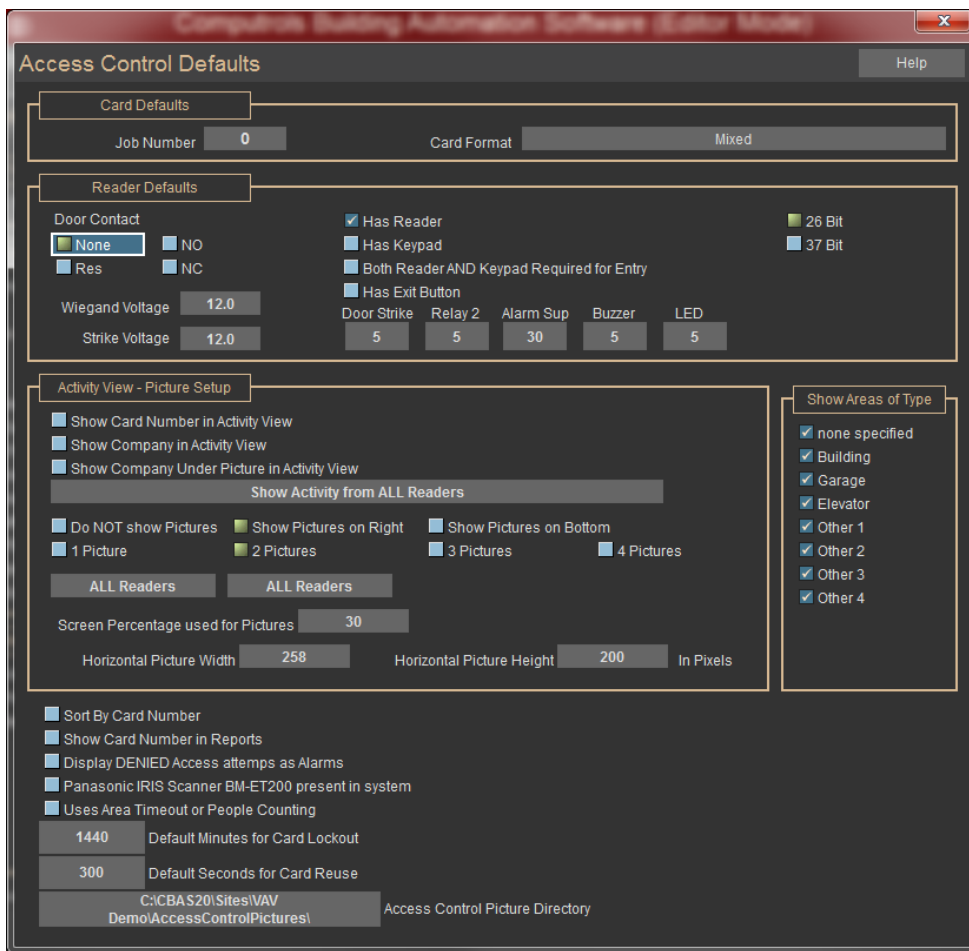 Computrols Building Automation Software (Editor Mode)
Access Control Defaults
Help
Card Defaults
Job Number 0 Card Format Mixed
Reader Defaults
Door Contact
None NO
Res NC
Wiegand Voltage 12.0
Strike Voltage 12.0
Has Reader
Has Keypad
Both Reader AND Keypad Required for Entry
Has Exit Button
Door Strike Relay 2 Alarm Sup Buzzer LED
5 5 30 5 5
26 Bit
37 Bit
Activity View - Picture Setup
Show Card Number in Activity View
Show Company in Activity View
Show Company Under Picture in Activity View
Show Activity from ALL Readers
Do NOT show Pictures Show Pictures on Right Show Pictures on Bottom
1 Picture 2 Pictures 3 Pictures 4 Pictures
ALL Readers ALL Readers
Screen Percentage used for Pictures 30
Horizontal Picture Width 258 Horizontal Picture Height 200 In Pixels
Show Areas of Type
none specified
Building
Garage
Elevator
Other 1
Other 2
Other 3
Other 4
Sort By Card Number
Show Card Number in Reports
Display DENIED Access attemps as Alarms
Panasonic IRIS Scanner BM-ET200 present in system
Uses Area Timeout or People Counting
1440 Default Minutes for Card Lockout
300 Default Seconds for Card Reuse
C:\CBAS20\Sites\VAV
Demo\AccessControlPictures\
Access Control Picture Directory